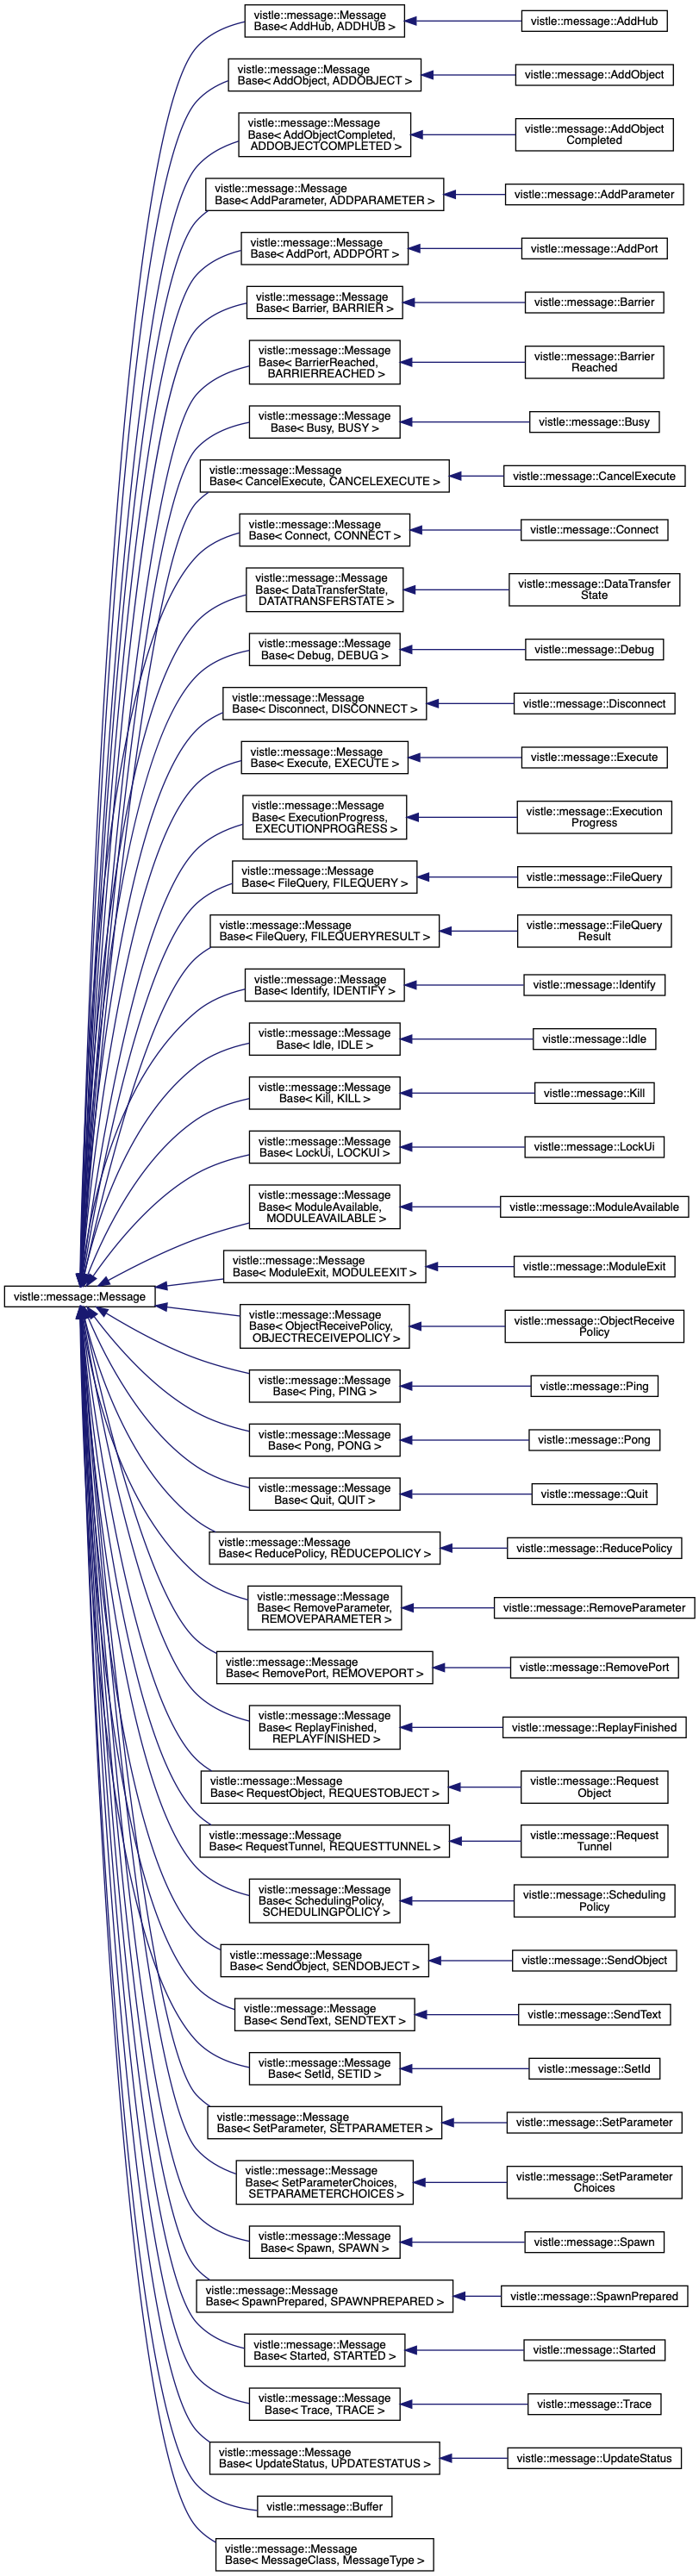 vistle::message::Message
Base< AddHub, ADDHUB >
vistle::message::AddHub
vistle::message::Message
Base< AddObject, ADDOBJECT >
vistle::message::AddObject
vistle::message::Message
Base< AddObjectCompleted,
ADDOBJECTCOMPLETED >
vistle::message::AddObject
Completed
vistle::message::Message
Base< AddParameter, ADDPARAMETER >
vistle::message::AddParameter
vistle::message::Message
Base< AddPort, ADDPORT >
vistle::message::AddPort
vistle::message::Message
Base< Barrier, BARRIER >
vistle::message::Barrier
vistle::message::Message
Base< BarrierReached,
BARRIERREACHED >
vistle::message::Barrier
Reached
vistle::message::Message
Base< Busy, BUSY >
vistle::message::Busy
vistle::message::Message
Base< CancelExecute, CANCELEXECUTE >
vistle::message::CancelExecute
vistle::message::Message
Base< Connect, CONNECT >
vistle::message::Connect
vistle::message::Message
Base< DataTransferState,
DATATRANSFERSTATE >
vistle::message::DataTransfer
State
vistle::message::Message
Base< Debug, DEBUG >
vistle::message::Debug
vistle::message::Message
Base< Disconnect, DISCONNECT >
vistle::message::Disconnect
vistle::message::Message
Base< Execute, EXECUTE >
vistle::message::Execute
vistle::message::Message
Base< ExecutionProgress,
EXECUTIONPROGRESS >
vistle::message::Execution
Progress
vistle::message::Message
Base< FileQuery, FILEQUERY >
vistle::message::FileQuery
vistle::message::Message
Base< FileQuery, FILEQUERYRESULT >
vistle::message::FileQuery
Result
vistle::message::Message
Base< Identify, IDENTIFY >
vistle::message::Identify
vistle::message::Message
Base< Idle, IDLE >
vistle::message::Idle
vistle::message::Message
Base< Kill, KILL >
vistle::message::Kill
vistle::message::Message
Base< LockUi, LOCKUI >
vistle::message::LockUi
vistle::message::Message
Base< ModuleAvailable,
MODULEAVAILABLE >
vistle::message::ModuleAvailable
vistle::message::Message
Base< ModuleExit, MODULEEXIT >
vistle::message::ModuleExit
vistle::message::Message
vistle::message::Message
Base< ObjectReceivePolicy,
OBJECTRECEIVEPOLICY >
vistle::message::ObjectReceive
Policy
vistle::message::Message
Base< Ping, PING >
vistle::message::Ping
vistle::message::Message
Base< Pong, PONG >
vistle::message::Pong
vistle::message::Message
Base< Quit, QUIT >
vistle::message::Quit
vistle::message::Message
Base< ReducePolicy, REDUCEPOLICY >
vistle::message::ReducePolicy
vistle::message::Message
Base< RemoveParameter,
REMOVEPARAMETER >
vistle::message::RemoveParameter
vistle::message::Message
Base< RemovePort, REMOVEPORT >
vistle::message::RemovePort
vistle::message::Message
Base< ReplayFinished,
REPLAYFINISHED >
vistle::message::ReplayFinished
vistle::message::Message
Base< RequestObject, REQUESTOBJECT >
vistle::message::Request
Object
vistle::message::Message
Base< RequestTunnel, REQUESTTUNNEL >
vistle::message::Request
Tunnel
vistle::message::Message
Base< SchedulingPolicy,
SCHEDULINGPOLICY >
vistle::message::Scheduling
Policy
vistle::message::Message
Base< SendObject, SENDOBJECT >
vistle::message::SendObject
vistle::message::Message
Base< SendText, SENDTEXT >
vistle::message::SendText
vistle::message::Message
Base< SetId, SETID >
vistle::message::SetId
vistle::message::Message
Base< SetParameter, SETPARAMETER >
vistle::message::SetParameter
vistle::message::Message
Base< SetParameterChoices,
SETPARAMETERCHOICES >
vistle::message::SetParameter
Choices
vistle::message::Message
Base< Spawn, SPAWN >
vistle::message::Spawn
vistle::message::Message
Base< SpawnPrepared, SPAWNPREPARED >
vistle::message::SpawnPrepared
vistle::message::Message
Base< Started, STARTED >
vistle::message::Started
vistle::message::Message
Base< Trace, TRACE >
vistle::message::Trace
vistle::message::Message
Base< UpdateStatus, UPDATESTATUS >
vistle::message::UpdateStatus
vistle::message::Buffer
vistle::message::Message
Base< MessageClass, MessageType >